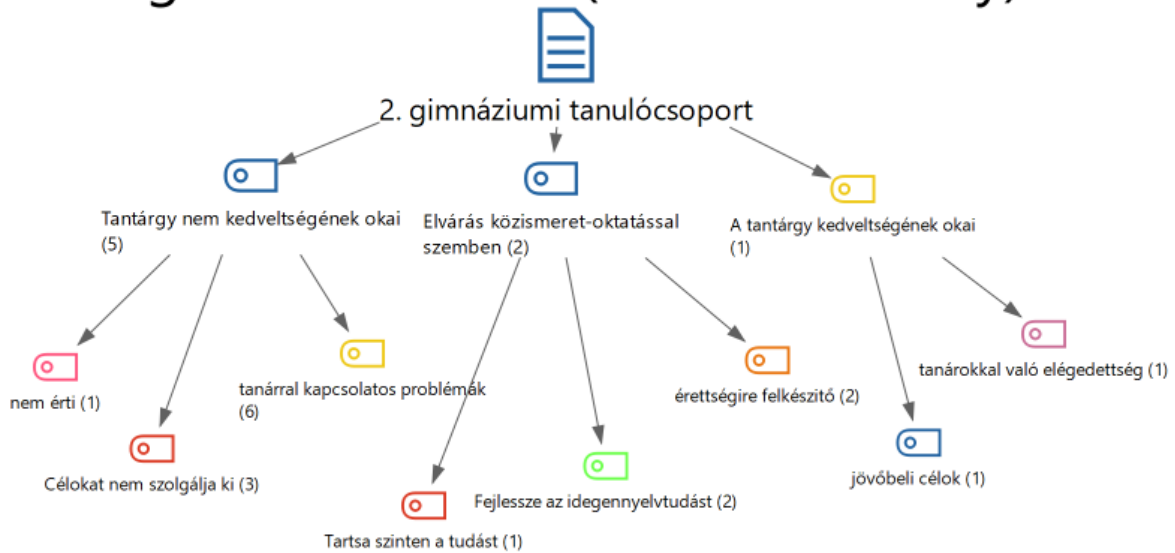 2. gimnáziumi tanulócsoport
Tantárgy nem kedveltségének okai
(5)
Elvárás közismeret-oktatással
szemben (2)
A tantárgy kedveltségének okai
(1)
nem érti (1)
tanárral kapcsolatos problémák
(6)
érettségire felkészitő (2)
tanárokkal való elégedettség (1)
Célokat nem szolgálja ki (3)
Fejlessze az idegennyelvtudást (2)
jövőbeli célok (1)
Tartsa szinten a tudást (1)